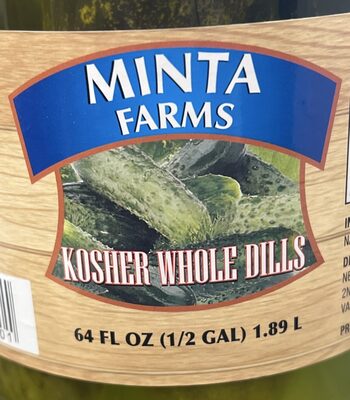 MINTA
FARMS
KOSHER WHOLE DILLS
64 FL OZ (1/2 GAL) 1.89 L